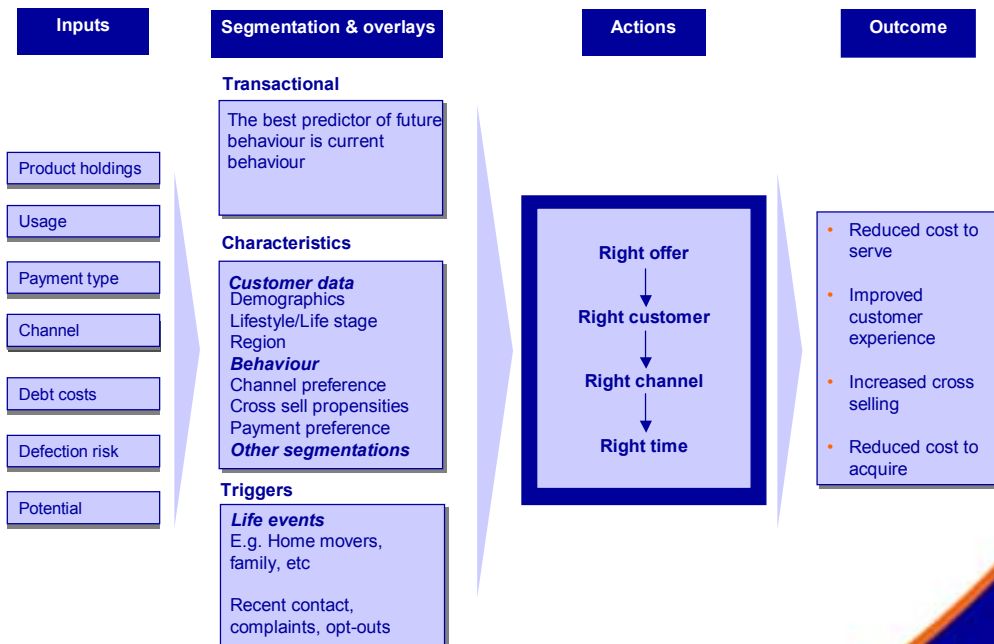 Inputs
Segmentation & overlays
Actions
Outcome
Product holdings
Usage
Payment type
Channel
Debt costs
Defection risk
Potential
Transactional
The best predictor of future
behaviour is current
behaviour
Characteristics
Customer data
Demographics
Lifestyle/Life stage
Region
Behaviour
Channel preference
Cross sell propensities
Payment preference
Other segmentations
Triggers
Life events
E.g. Home movers,
family, etc
Recent contact,
complaints, opt-outs
Right offer
Right customer
Right channel
Right time
• Reduced cost to
serve
• Improved
customer
experience
• Increased cross
selling
• Reduced cost to
acquire